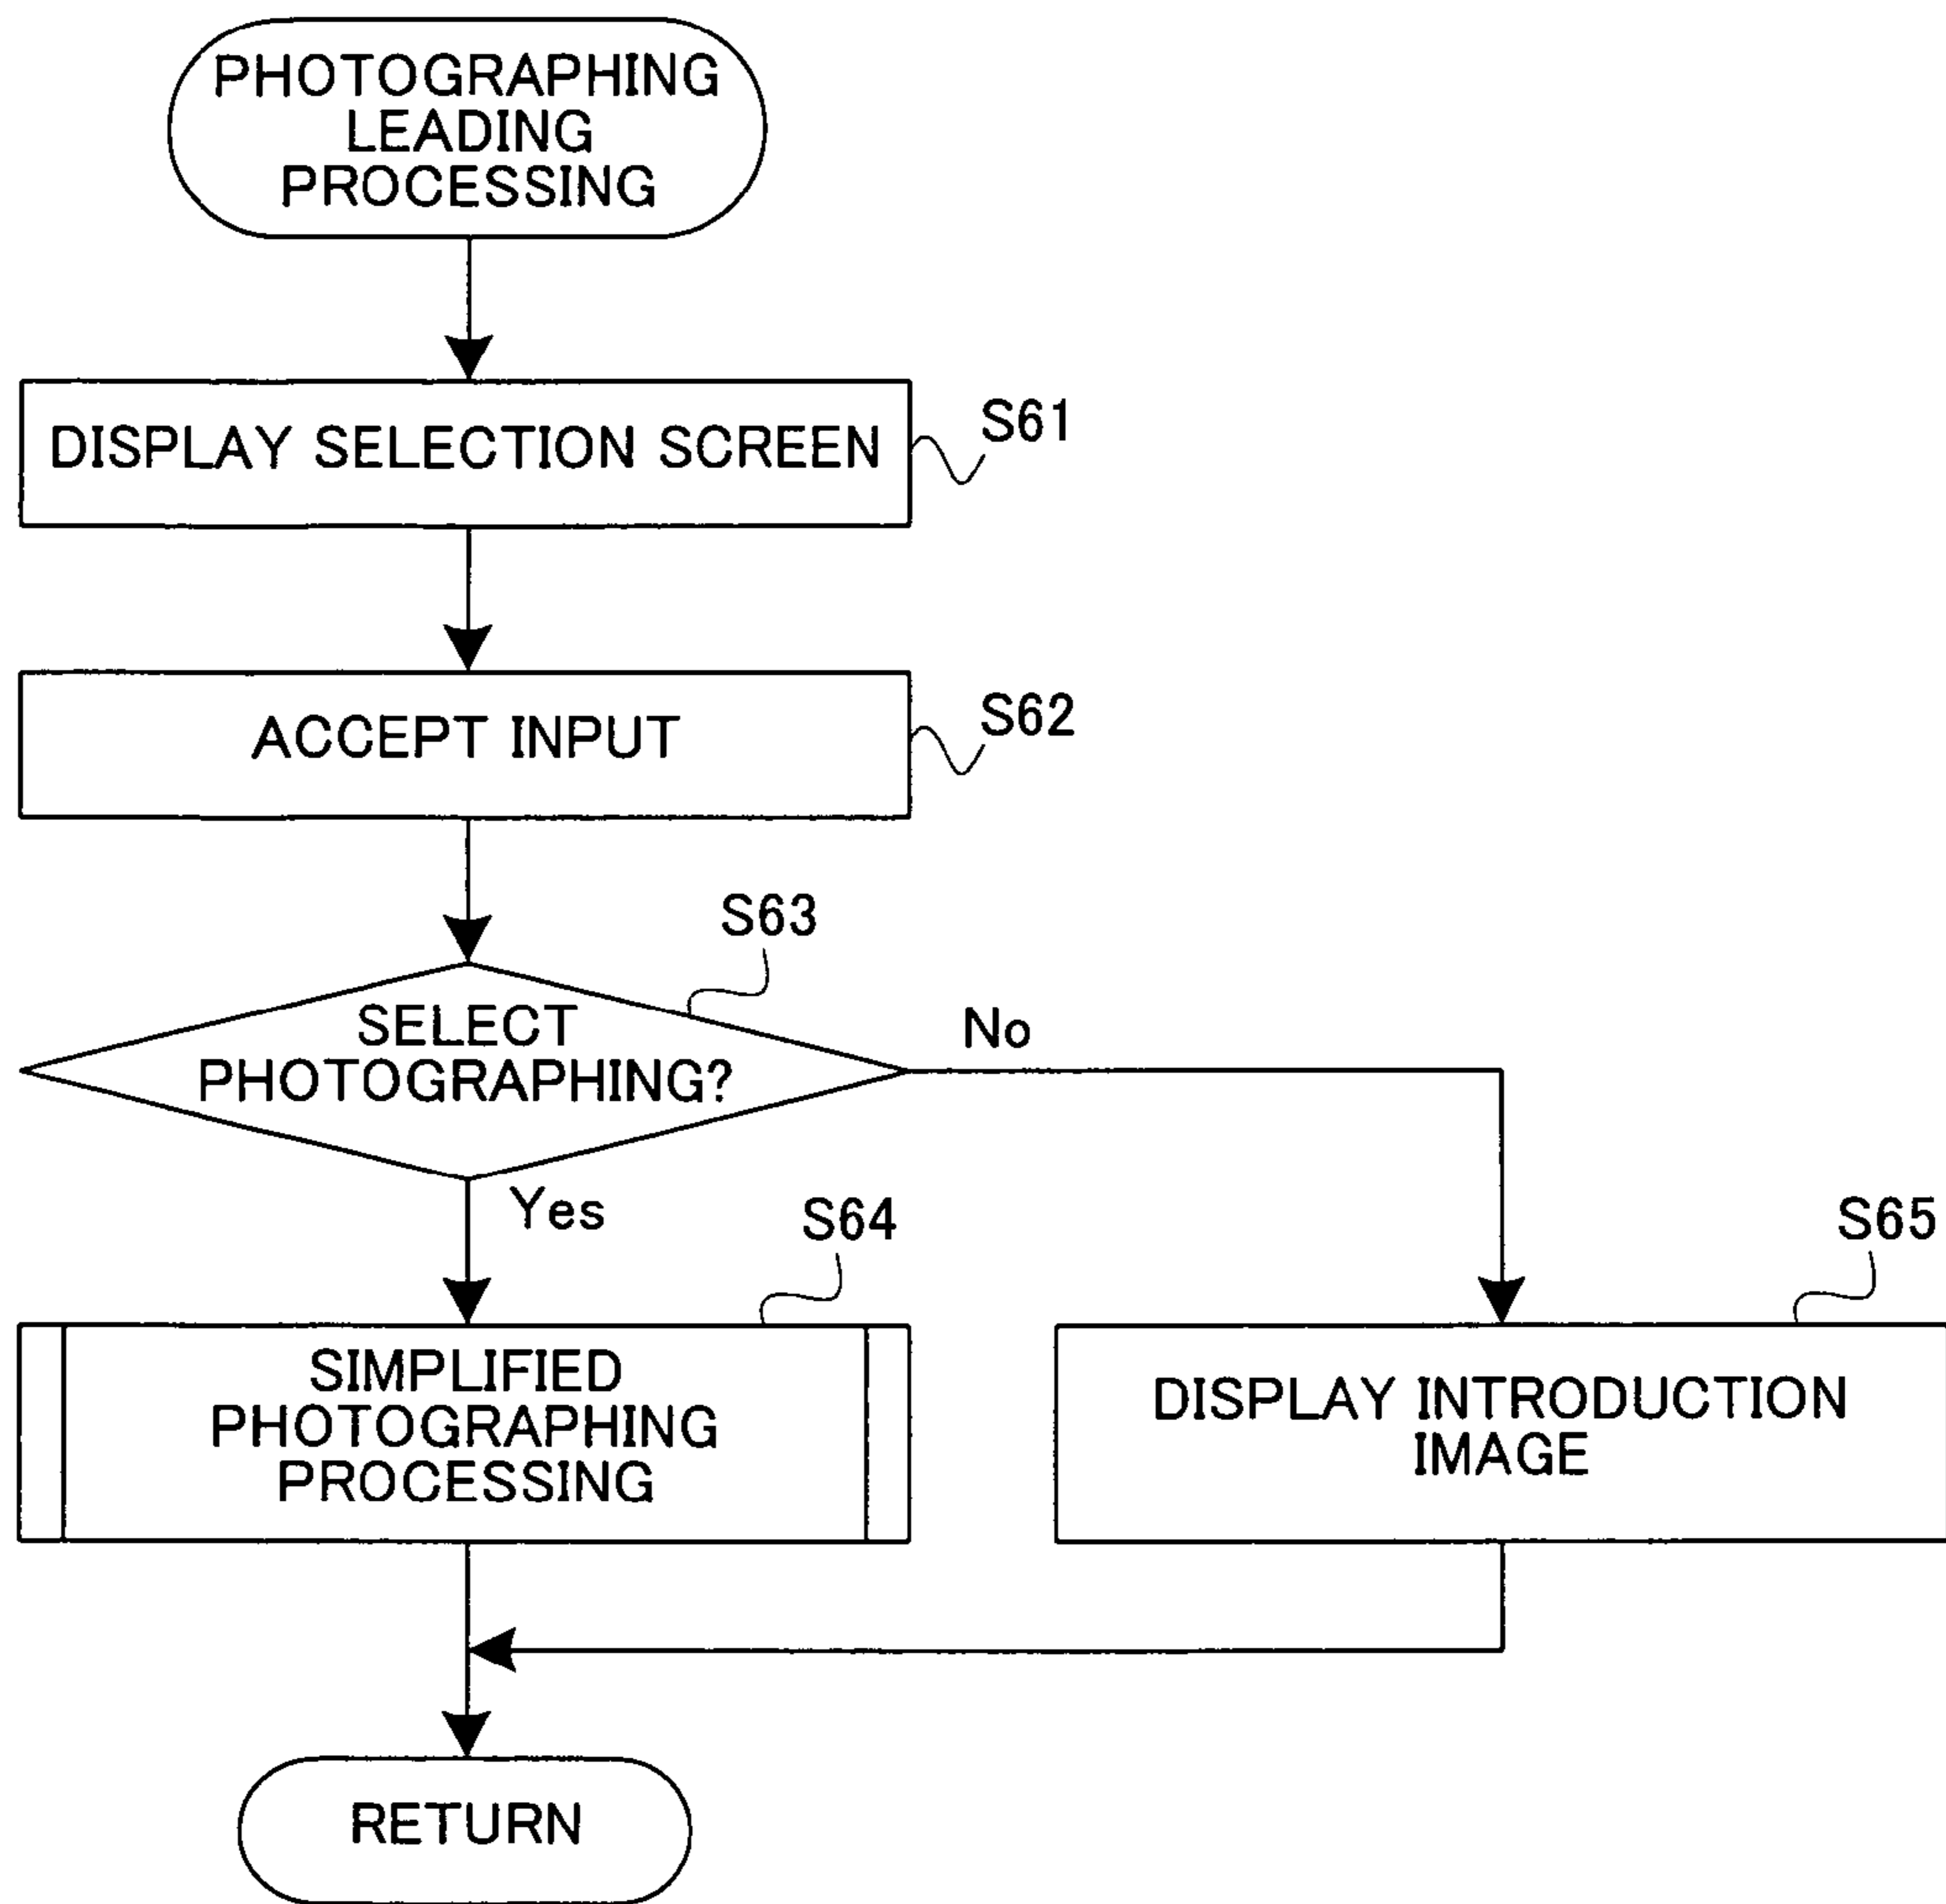 PHOTOGRAPHING
LEADING
PROCESSING
DISPLAY SELECTION SCREEN
S61
ACCEPT INPUT
S62
S63
SELECT
PHOTOGRAPHING?
No
Yes
S64
S65
SIMPLIFIED
PHOTOGRAPHING
PROCESSING
DISPLAY INTRODUCTION
IMAGE
RETURN